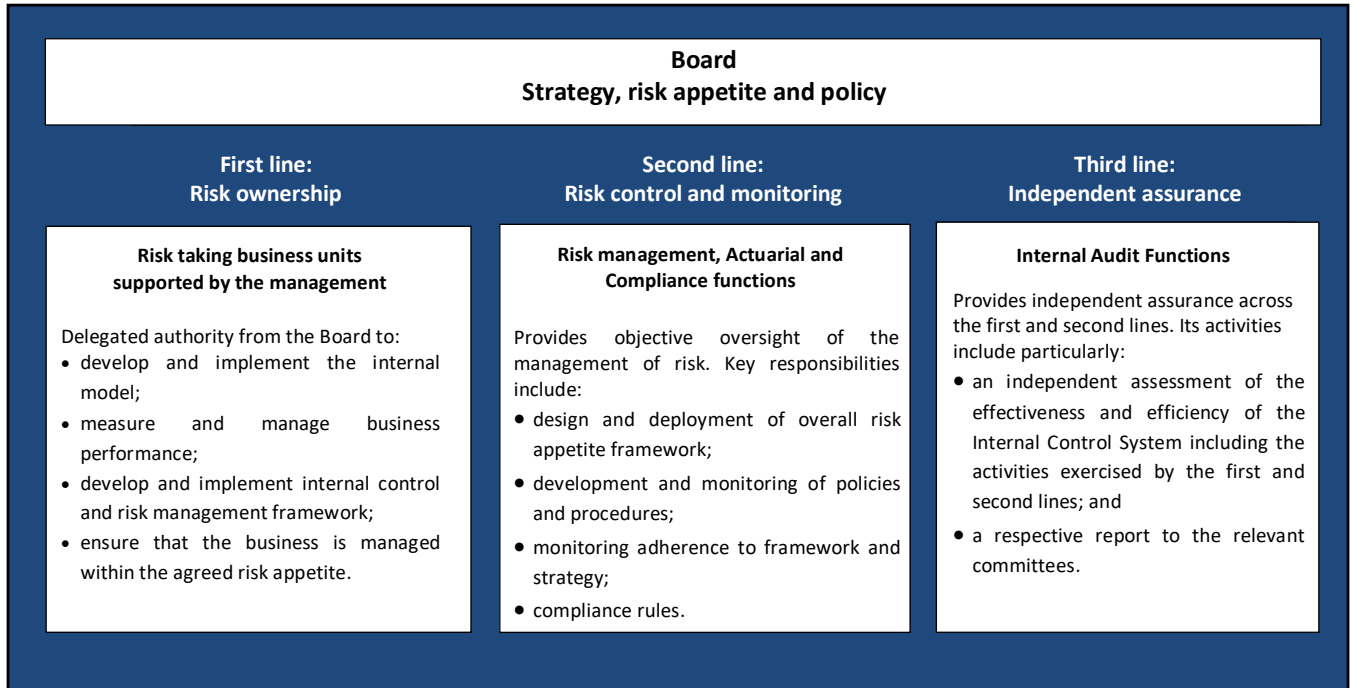 Board
Strategy, risk appetite and policy
First line:
Risk ownership
Risk taking business units
supported by the management
Delegated authority from the Board to:
• develop and implement the internal
model;
• measure and manage business
performance;
• develop and implement internal control
and risk management framework;
• ensure that the business is managed
within the agreed risk appetite.
Second line:
Risk control and monitoring
Risk management, Actuarial and
Compliance functions
Provides objective oversight of the
management of risk. Key responsibilities
include:
• design and deployment of overall risk
appetite framework;
• development and monitoring of policies
and procedures;
• monitoring adherence to framework and
strategy;
• compliance rules.
Third line:
Independent assurance
Internal Audit Functions
Provides independent assurance across
the first and second lines. Its activities
include particularly:
• an independent assessment of the
effectiveness and efficiency of the
Internal Control System including the
activities exercised by the first and
second lines; and
• a respective report to the relevant
committees.